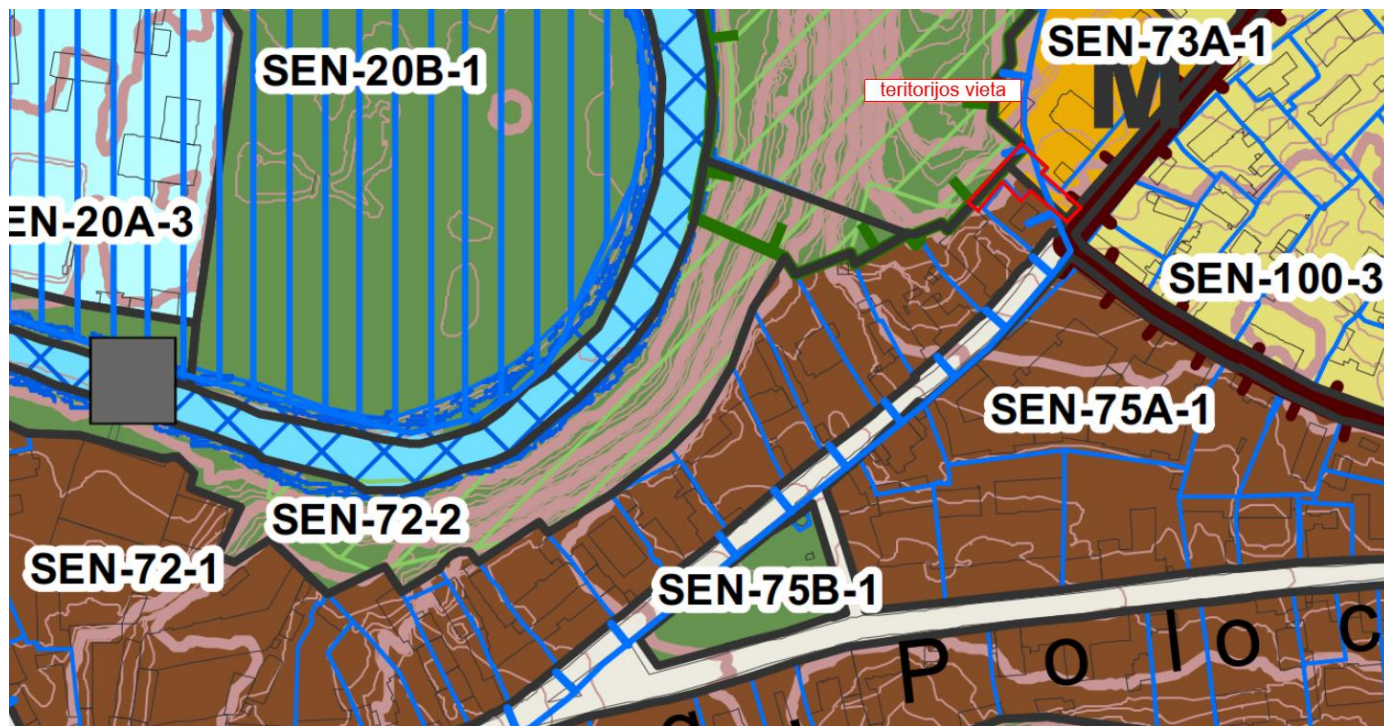 SEN-73A-1
SEN-20B-1
M
teritorijos vieta
EN-20A-3
SEN-100-3
SEN-75A-1
SEN-72-2
SEN-72-1
SEN-75B-1
P o l o c